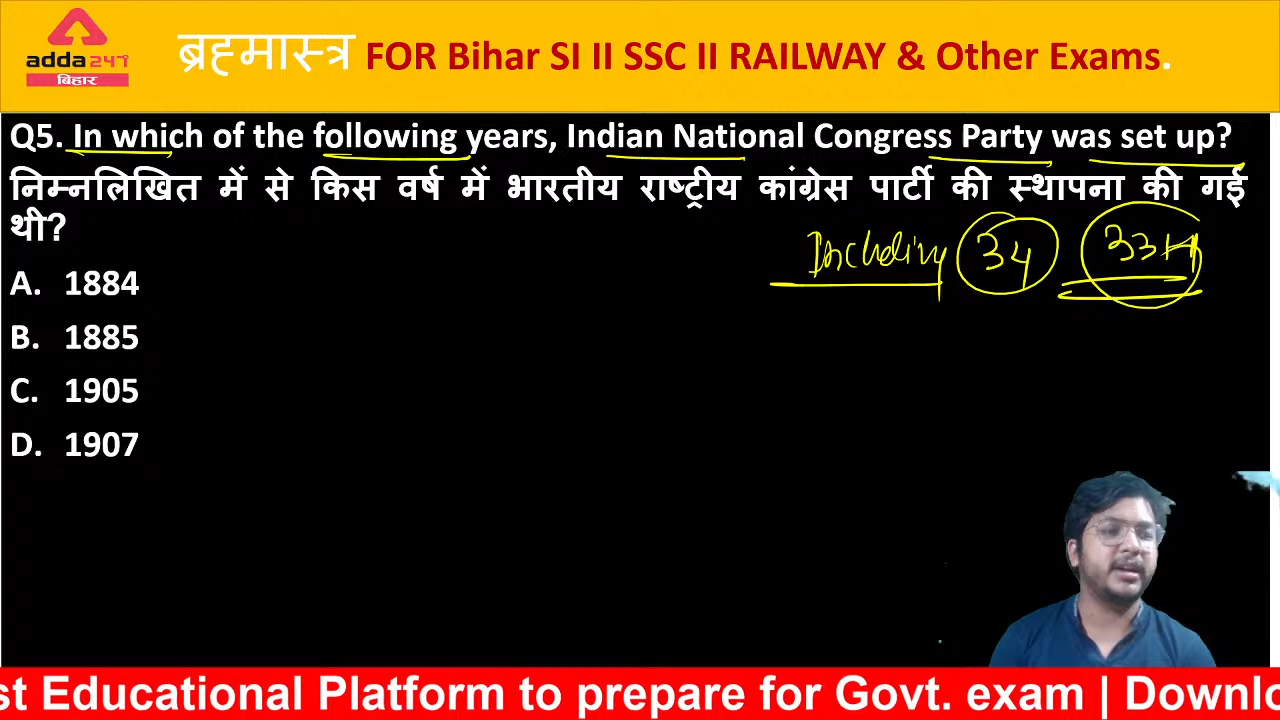 adda247
बिहार
ब्रह्मास्त्र FOR Bihar SI II SSC II RAILWAY & Other Exams.
Q5. In which of the following years, Indian National Congress Party was set up?
निम्नलिखित में से किस वर्ष में भारतीय राष्ट्रीय कांग्रेस पार्टी की स्थापना की गई
थी?
Including 34 33+1
A. 1884
B. 1885
C. 1905
D. 1907
st Educational Platform to prepare for Govt. exam | Downlo